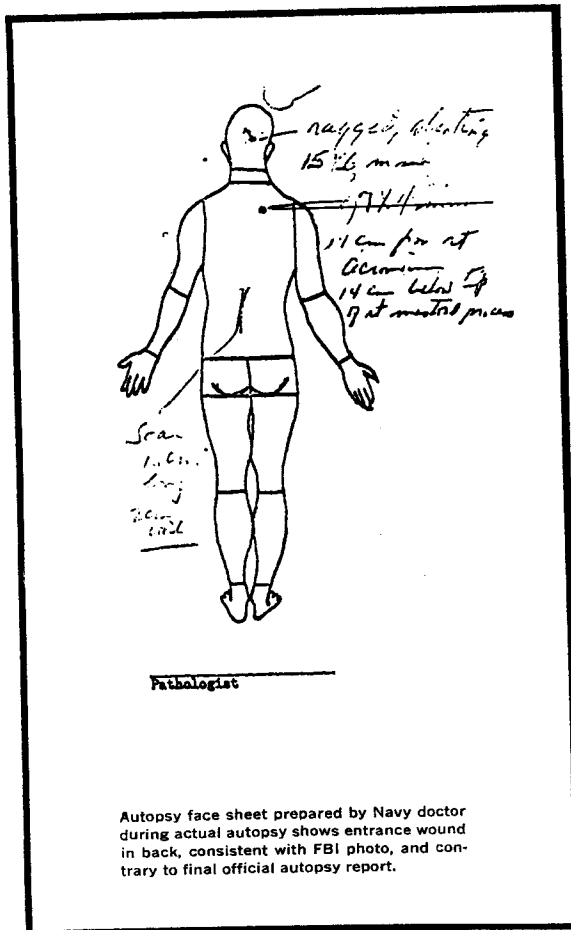 ragged, slanting
15 x 6 mm
7 x 4 mm
14 cm from rt
acromium
14 cm below tip
of rt mastoid process
Scar
long
Pathologist
Autopsy face sheet prepared by Navy doctor
during actual autopsy shows entrance wound
in back, consistent with FBI photo, and con-
trary to final official autopsy report.